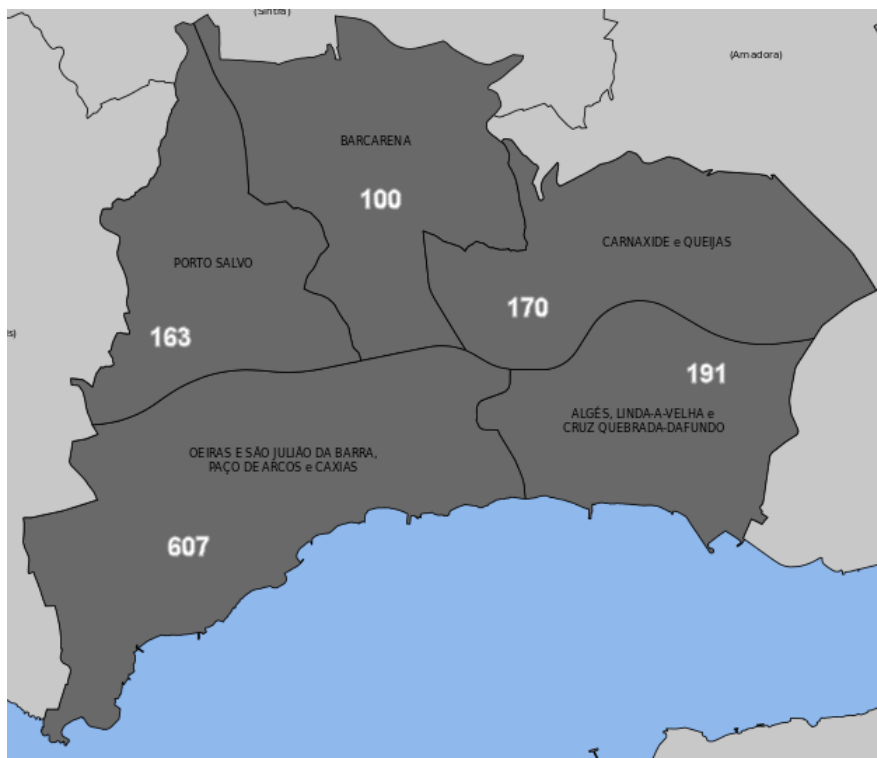 (Sintra)
(Amadora)
BARCARENA
100
CARNAXIDE e QUEIJAS
PORTO SALVO
170
163
191
ALGÉS, LINDA-A-VELHA e
CRUZ QUEBRADA-DAFUNDO
OEIRAS E SÃO JULIÃO DA BARRA,
PAÇO DE ARCOS e CAXIAS
607